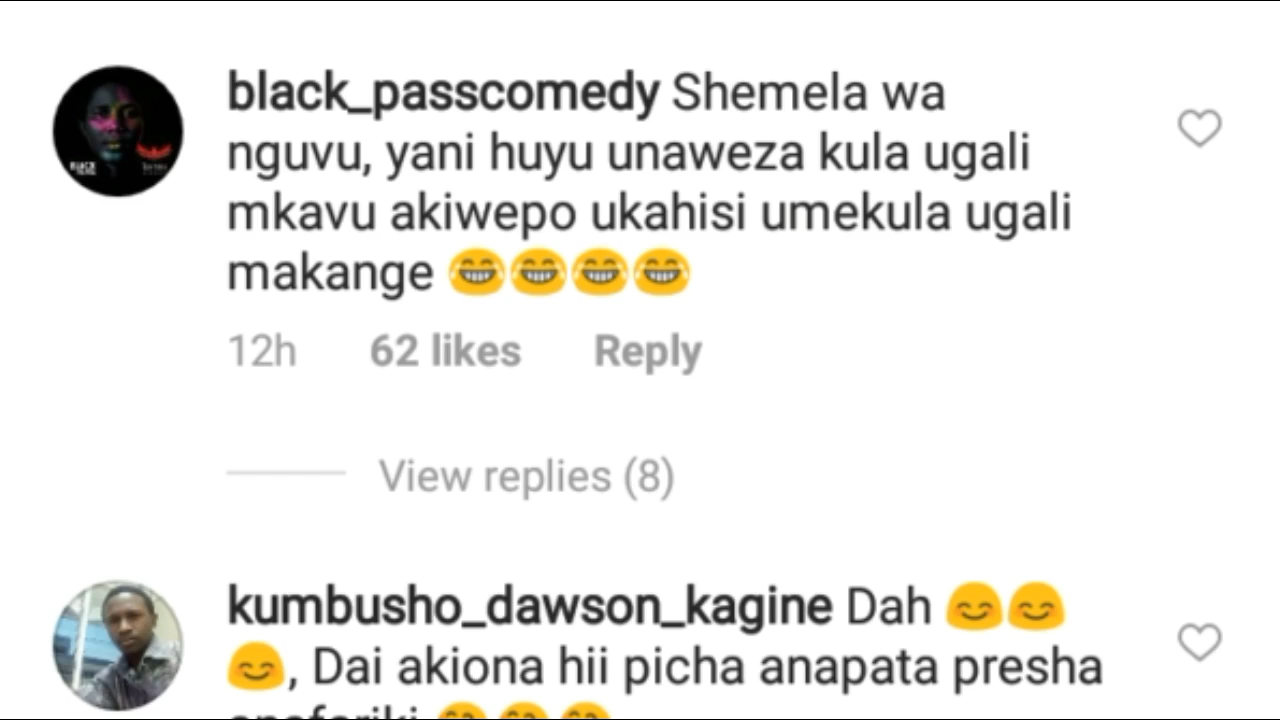 black_passcomedy Shemela wa
nguvu, yani huyu unaweza kula ugali
mkavu akiwepo ukahisi umekula ugali
makange 😂😂😂😂
12h 62 likes Reply
View replies (8)
kumbusho_dawson_kagine Dah 😊😊
😊, Dai akiona hii picha anapata presha